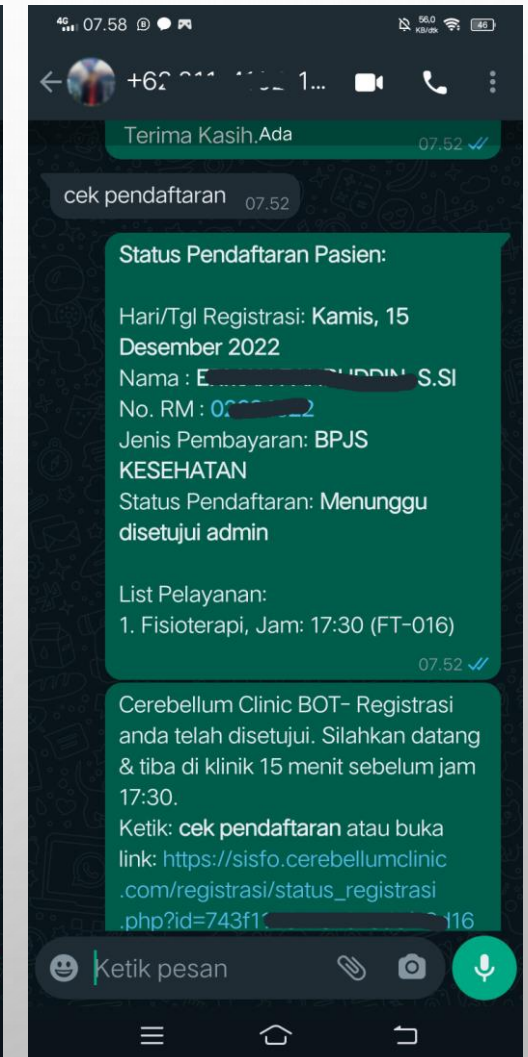 4G 07.58
56,0 KB/dtk 46
+62 1...
Terima Kasih,Ada
07.52
cek pendaftaran 07.52
Status Pendaftaran Pasien:
Hari/Tgl Registrasi: Kamis, 15
Desember 2022
Nama : S.SI
No. RM :
Jenis Pembayaran: BPJS
KESEHATAN
Status Pendaftaran: Menunggu
disetujui admin
List Pelayanan:
1. Fisioterapi, Jam: 17:30 (FT-016)
07.52
Cerebellum Clinic BOT- Registrasi
anda telah disetujui. Silahkan datang
& tiba di klinik 15 menit sebelum jam
17:30.
Ketik: cek pendaftaran atau buka
link: https://sisfo.cerebellumclinic
.com/registrasi/status_registrasi
.php?id=743f1
Ketik pesan